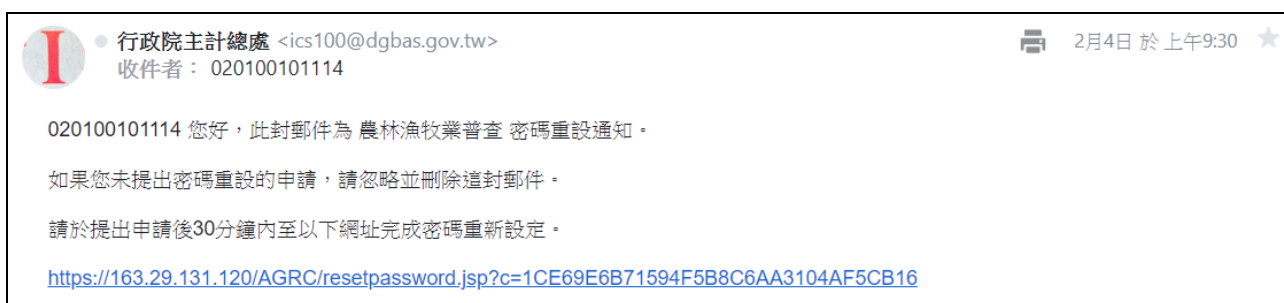 I
行政院主計總處 <ics100@dgbas.gov.tw>
2月4日 於 上午9:30
收件者： 020100101114
020100101114 您好，此封郵件為 農林漁牧業普查 密碼重設通知。
如果您未提出密碼重設的申請，請忽略並刪除這封郵件。
請於提出申請後30分鐘內至以下網址完成密碼重新設定。
https://163.29.131.120/AGRC/resetpassword.jsp?c=1CE69E6B71594F5B8C6AA3104AF5CB16